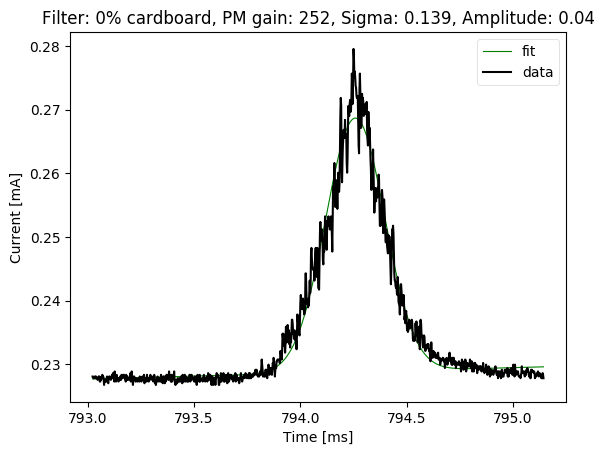 Filter: 0% cardboard, PM gain: 252, Sigma: 0.139, Amplitude: 0.04
fit
data
0.28
0.27
0.26
0.25
0.24
0.23
Current [mA]
793.0 793.5 794.0 794.5 795.0
Time [ms]